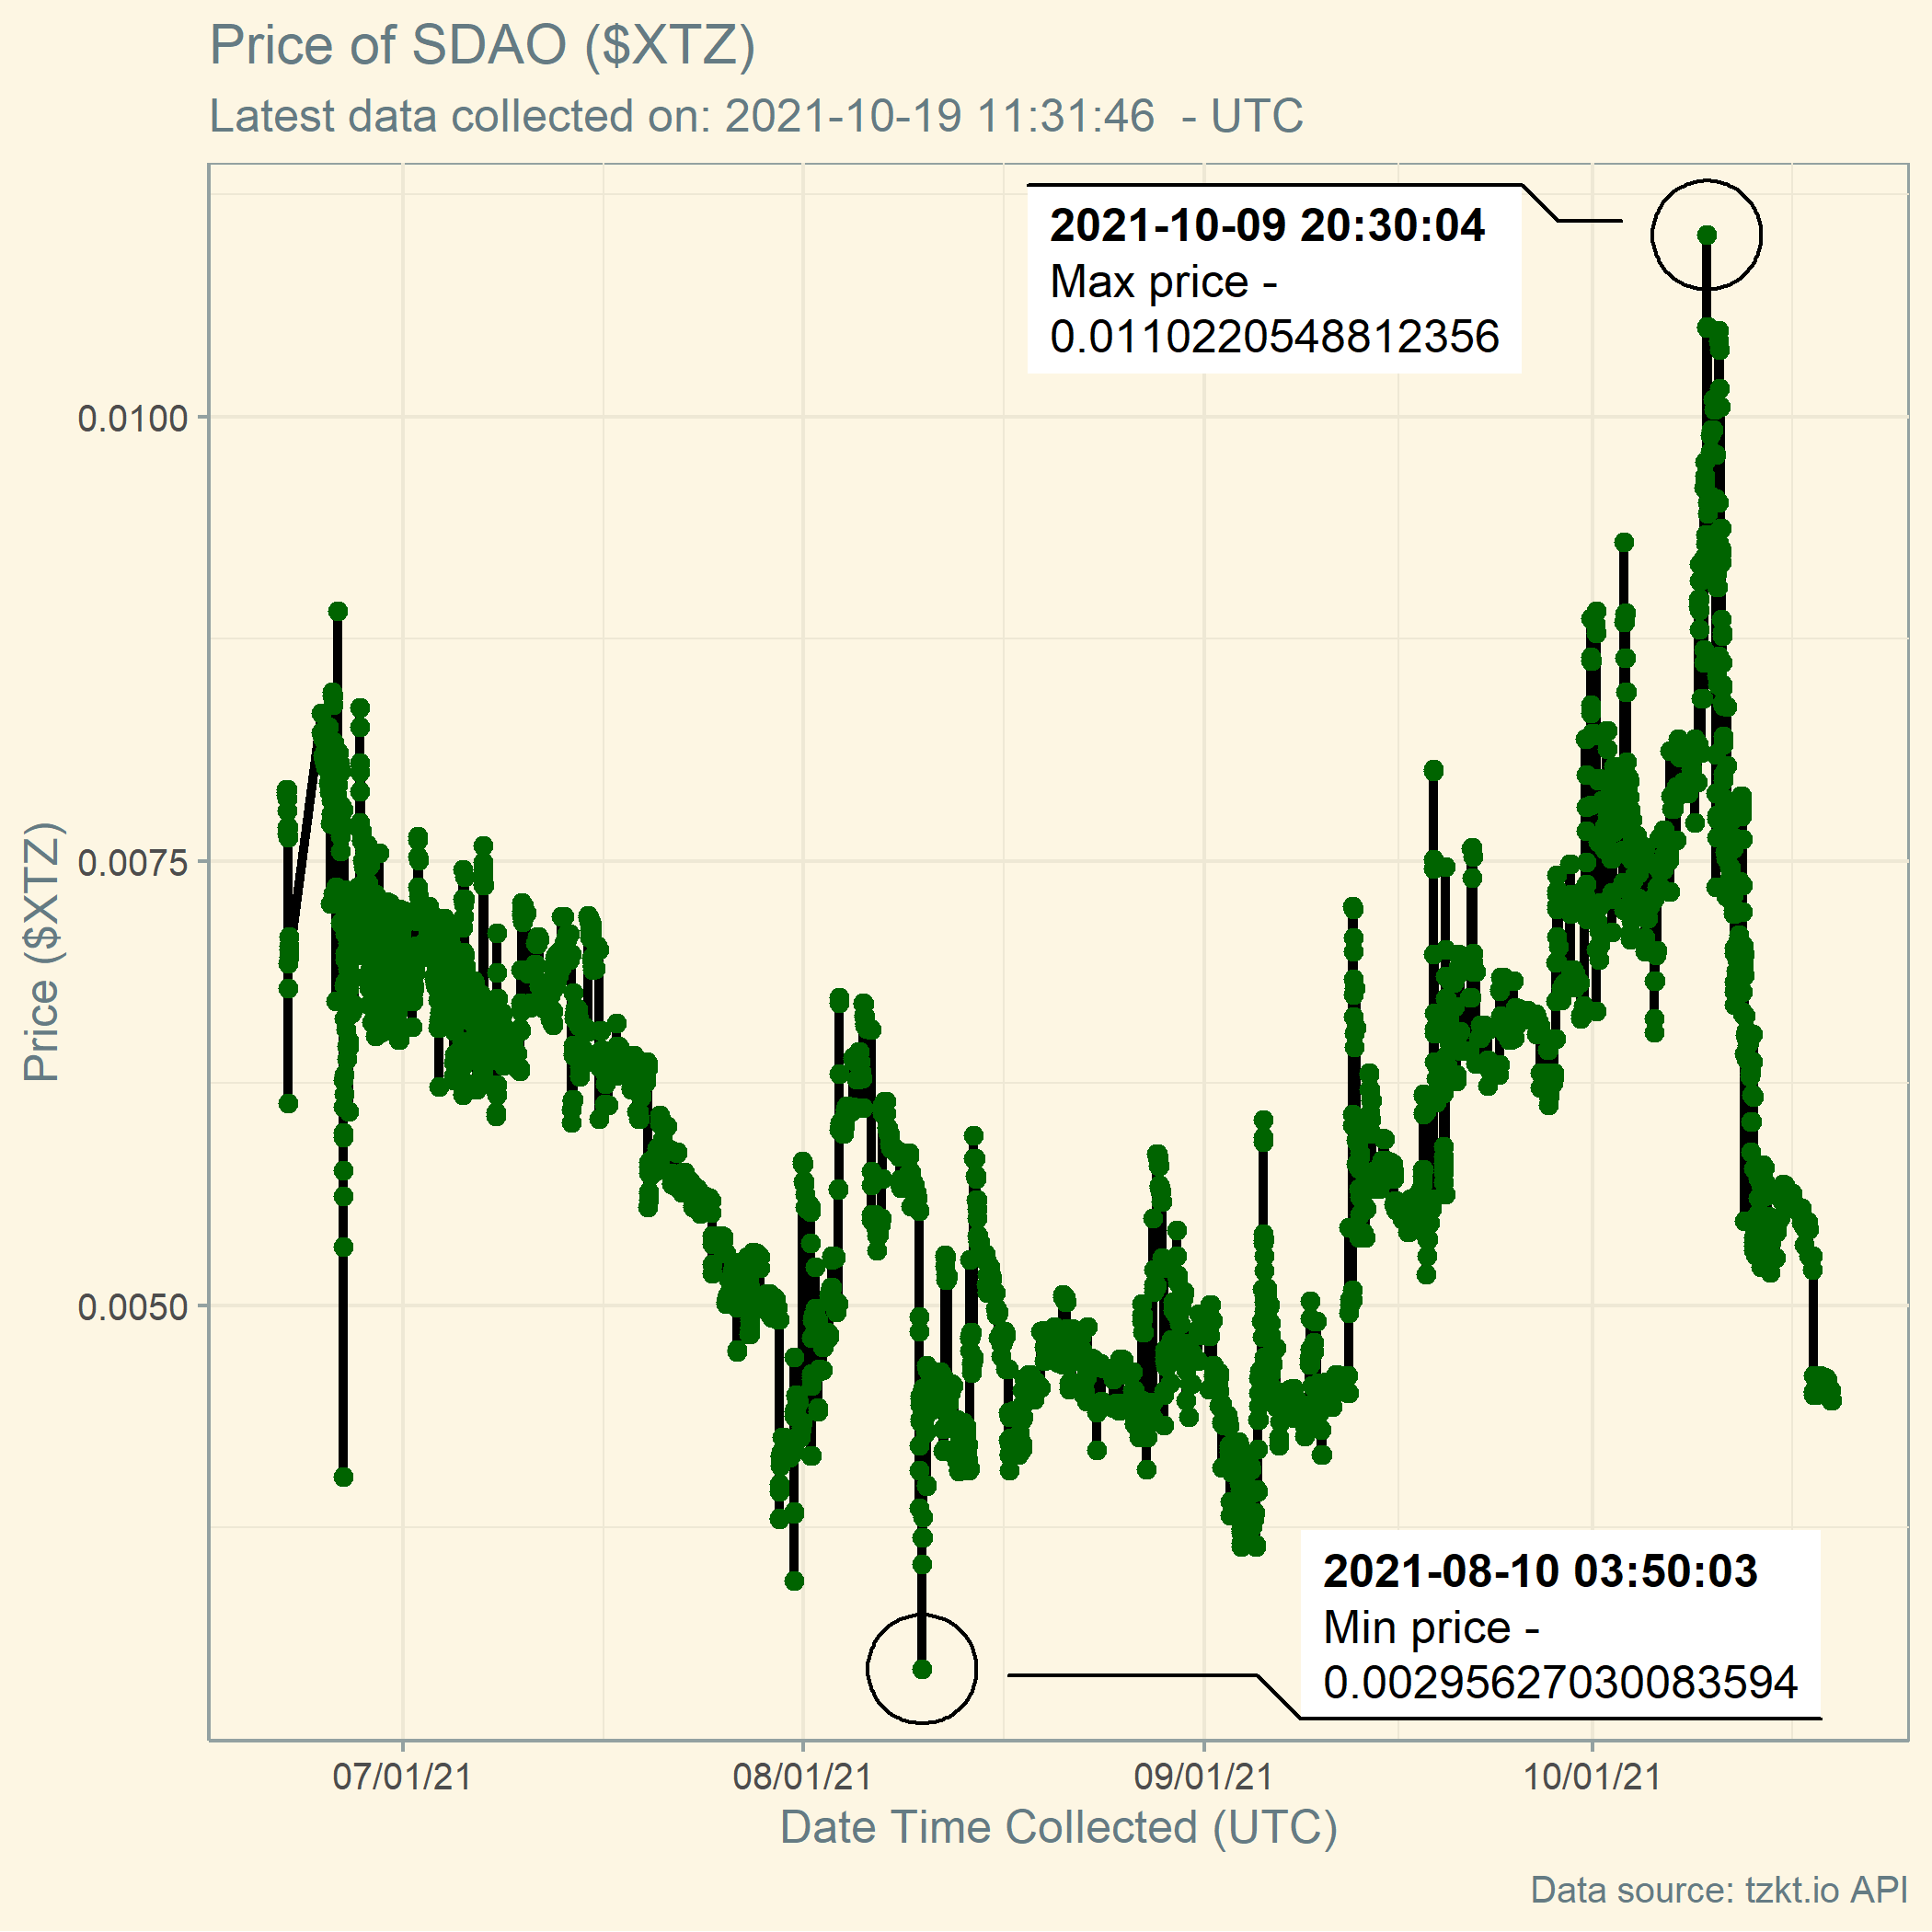 Price of SDAO ($XTZ)
Latest data collected on: 2021-10-19 11:31:46  - UTC
2021-10-09 20:30:04
Max price -
0.0110220548812356
0.0100
0.0075
0.0050
Price ($XTZ)
2021-08-10 03:50:03
Min price -
0.00295627030083594
07/01/21
08/01/21
09/01/21
10/01/21
Date Time Collected (UTC)
Data source: tzkt.io API